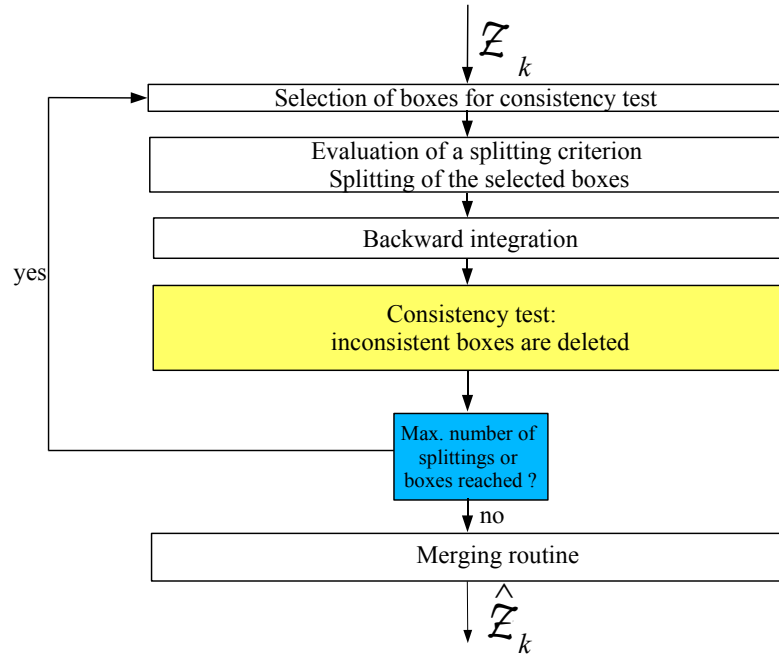 𝒵 k
Selection of boxes for consistency test
Evaluation of a splitting criterion
Splitting of the selected boxes
Backward integration
yes
Consistency test:
inconsistent boxes are deleted
Max. number of
splittings or
boxes reached ?
no
Merging routine
𝒵̂ k